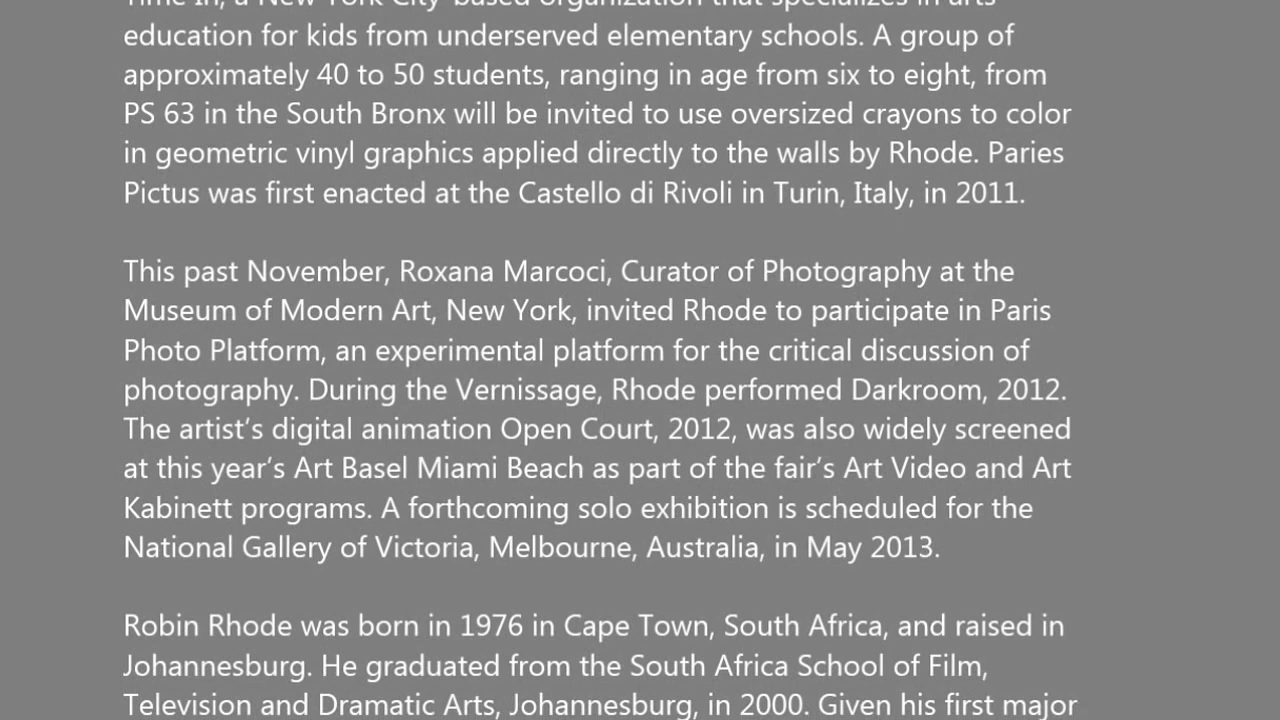 Time In, a New York City-based organization that specializes in arts
education for kids from underserved elementary schools. A group of
approximately 40 to 50 students, ranging in age from six to eight, from
PS 63 in the South Bronx will be invited to use oversized crayons to color
in geometric vinyl graphics applied directly to the walls by Rhode. Paries
Pictus was first enacted at the Castello di Rivoli in Turin, Italy, in 2011.
This past November, Roxana Marcoci, Curator of Photography at the
Museum of Modern Art, New York, invited Rhode to participate in Paris
Photo Platform, an experimental platform for the critical discussion of
photography. During the Vernissage, Rhode performed Darkroom, 2012.
The artist’s digital animation Open Court, 2012, was also widely screened
at this year’s Art Basel Miami Beach as part of the fair’s Art Video and Art
Kabinett programs. A forthcoming solo exhibition is scheduled for the
National Gallery of Victoria, Melbourne, Australia, in May 2013.
Robin Rhode was born in 1976 in Cape Town, South Africa, and raised in
Johannesburg. He graduated from the South Africa School of Film,
Television and Dramatic Arts, Johannesburg, in 2000. Given his first major